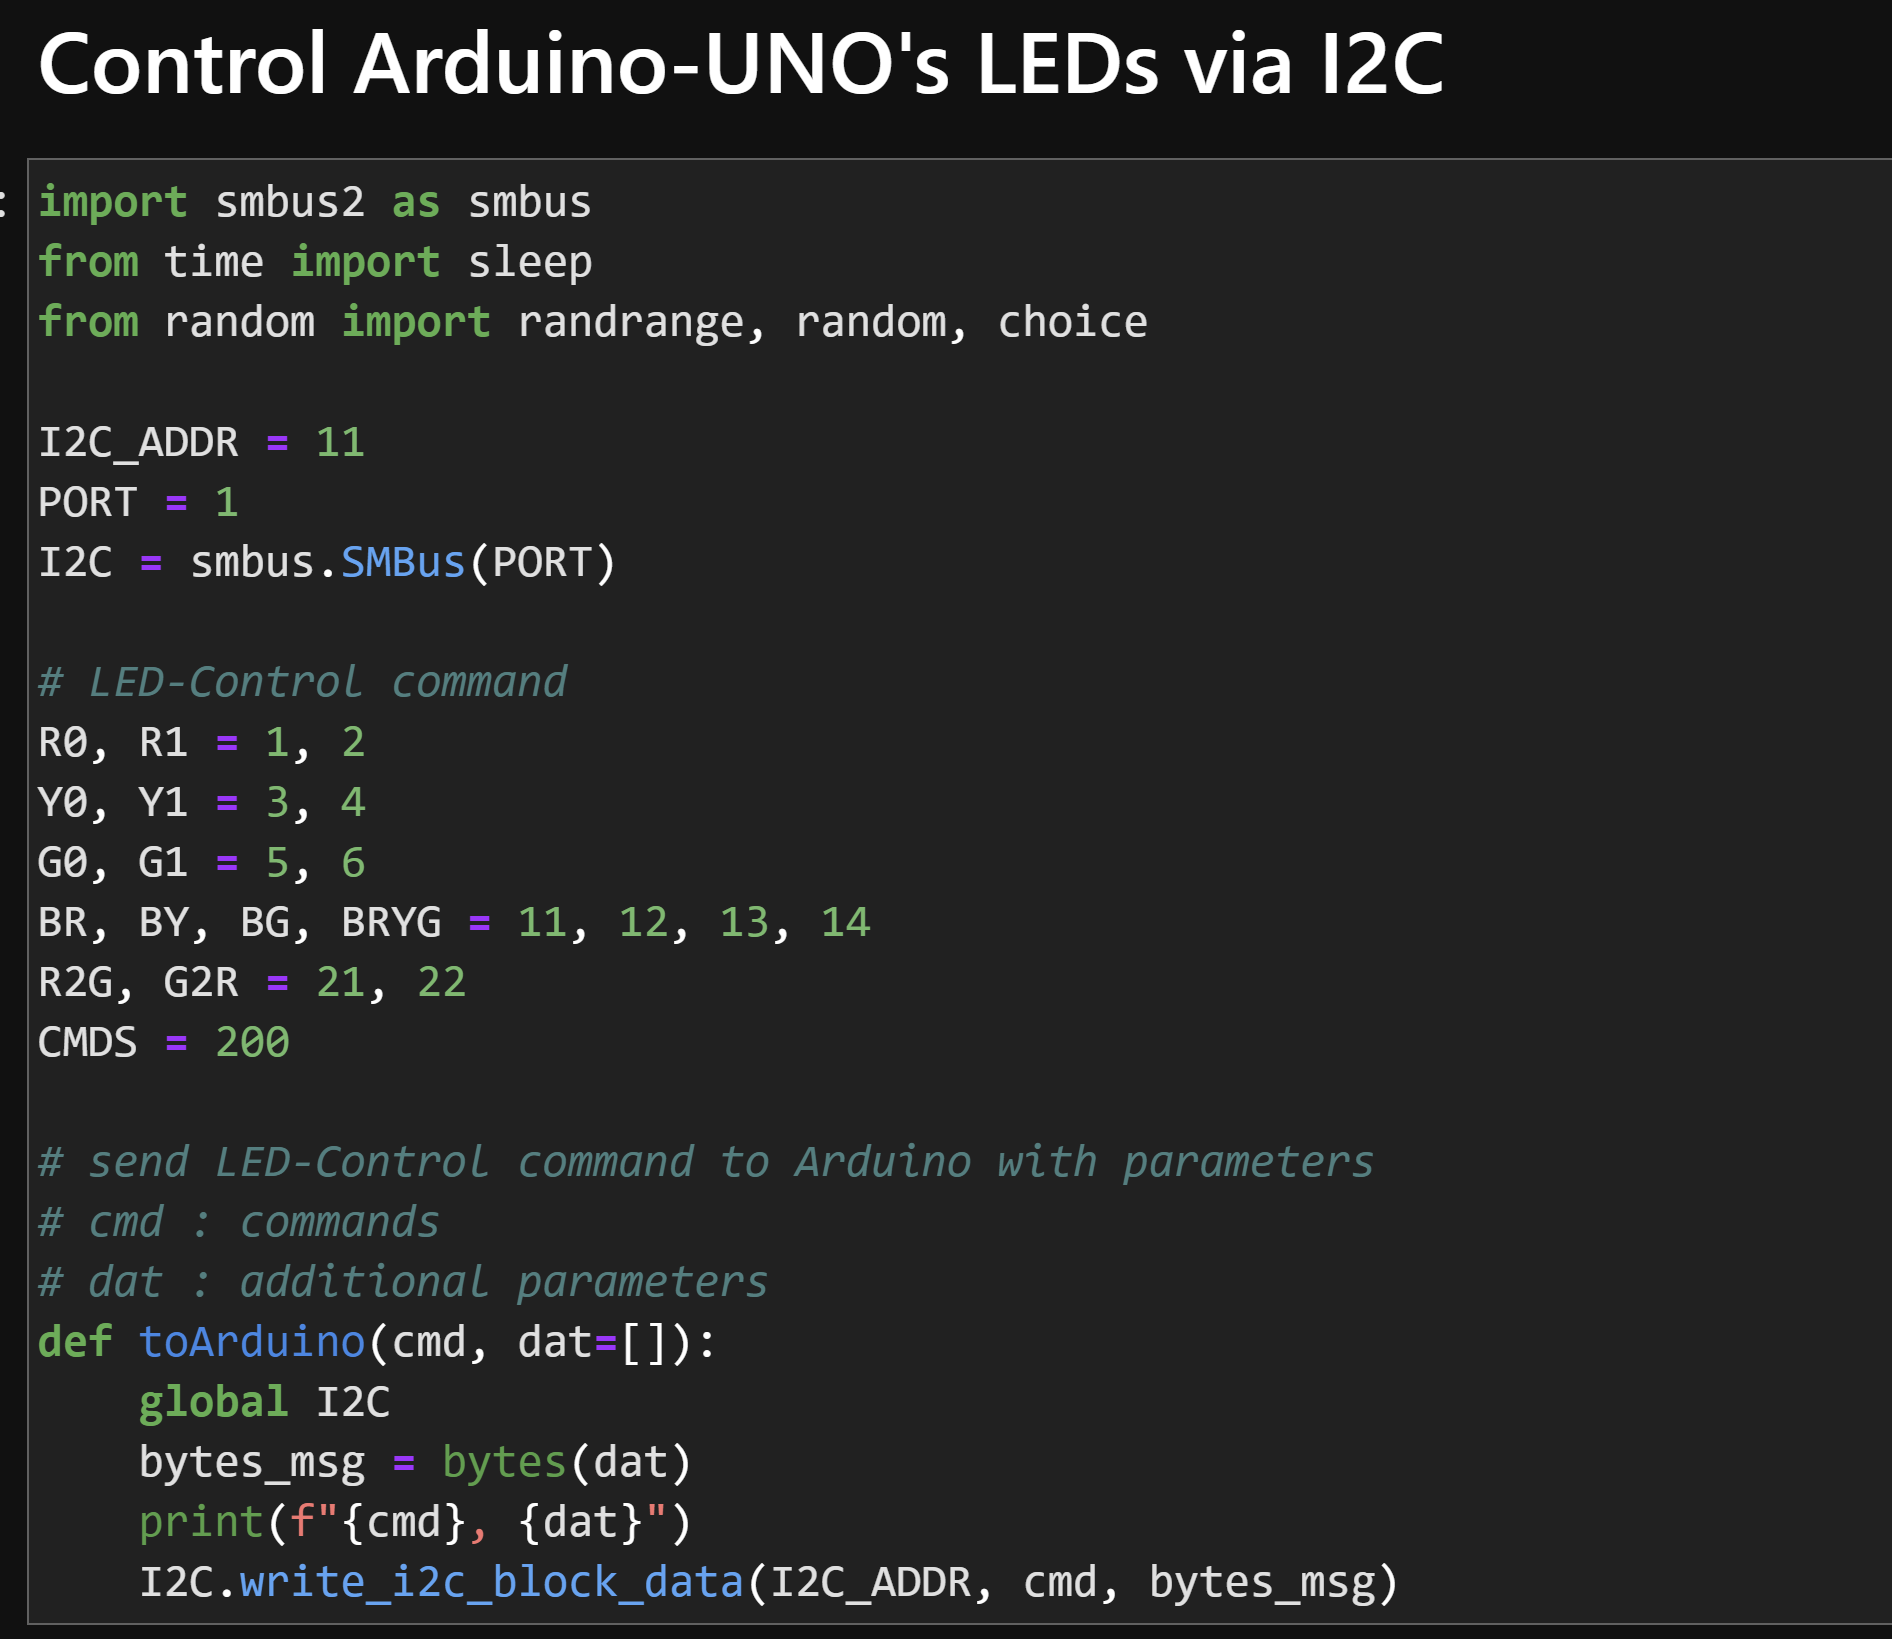 Control Arduino-UNO's LEDs via I2C
:
import smbus2 as smbus
from time import sleep
from random import randrange, random, choice
I2C_ADDR = 11
PORT = 1
I2C = smbus.SMBus(PORT)
# LED-Control command
R0, R1 = 1, 2
Y0, Y1 = 3, 4
G0, G1 = 5, 6
BR, BY, BG, BRYG = 11, 12, 13, 14
R2G, G2R = 21, 22
CMDS = 200
# send LED-Control command to Arduino with parameters
# cmd : commands
# dat : additional parameters
def toArduino(cmd, dat=[]):
    global I2C
    bytes_msg = bytes(dat)
    print(f"{cmd}, {dat}")
    I2C.write_i2c_block_data(I2C_ADDR, cmd, bytes_msg)